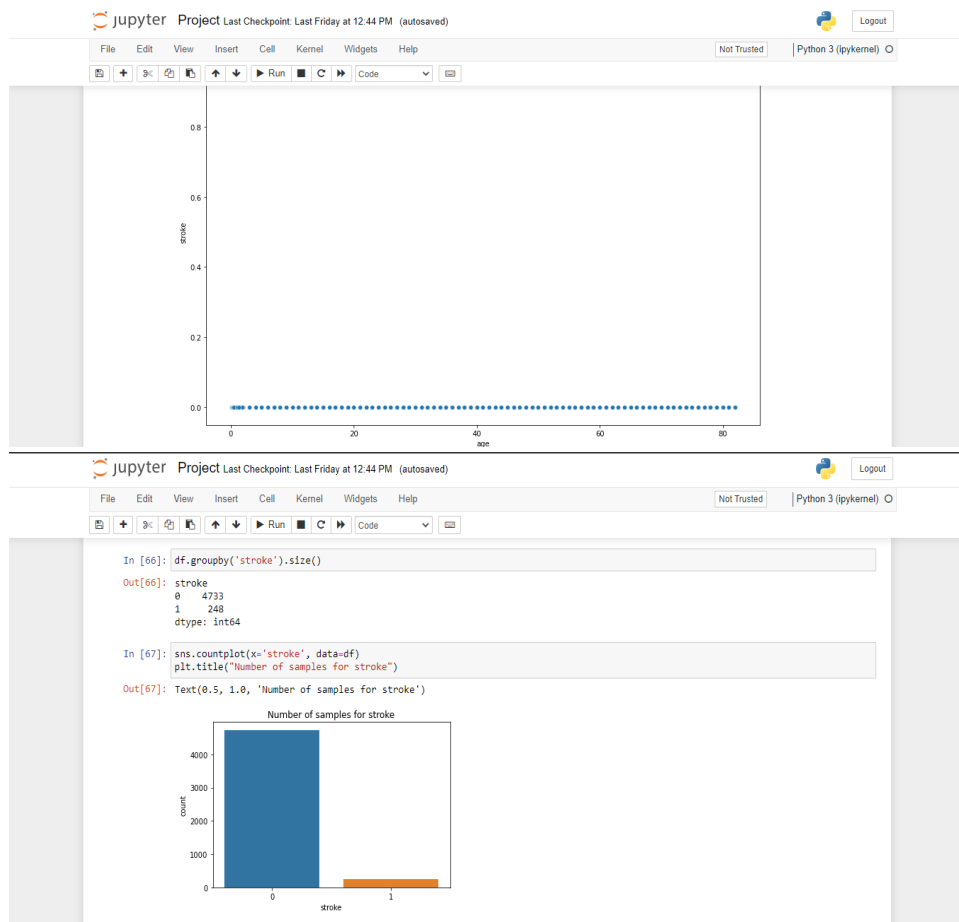 jupyter Project Last Checkpoint: Last Friday at 12:44 PM (autosaved)
Logout
File Edit View Insert Cell Kernel Widgets Help
Not Trusted
Python 3 (ipykernel)
Run
Code
0.8
0.6
stroke
0.4
0.2
0.0
0 20 40 60 80
age
jupyter Project Last Checkpoint: Last Friday at 12:44 PM (autosaved)
Logout
File Edit View Insert Cell Kernel Widgets Help
Not Trusted
Python 3 (ipykernel)
Run
Code
In [66]: df.groupby('stroke').size()
Out[66]: stroke
0 4733
1 248
dtype: int64
In [67]: sns.countplot(x='stroke', data=df)
plt.title("Number of samples for stroke")
Out[67]: Text(0.5, 1.0, 'Number of samples for stroke')
Number of samples for stroke
4000
3000
count
2000
1000
0
0 1
stroke